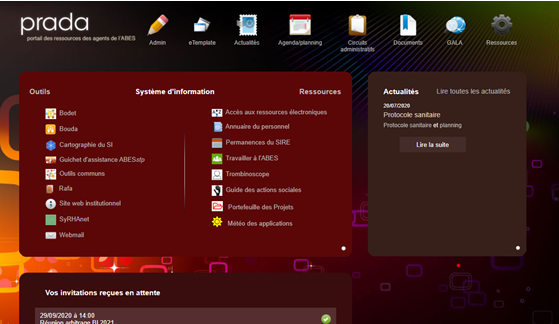 prada
portail des ressources des agents de l'ABES
Admin
eTemplate
Actualités
Agenda/planning
Circuits
administratifs
Documents
GALA
Ressources
Outils
Système d'information
Ressources
Bodet
Bouda
Cartographie du SI
Guichet d'assistance ABESstp
Outils communs
Rafa
Site web institutionnel
SyRHAnet
Webmail
Accès aux ressources électroniques
Annuaire du personnel
Permanences du SIRE
Travailler à l'ABES
Trombinoscope
Guide des actions sociales
Portefeuille des Projets
Météo des applications
Actualités
Lire toutes les actualités
20/07/2020
Protocole sanitaire
Protocole sanitaire et planning
Lire la suite
Vos invitations reçues en attente
29/09/2020 à 14:00
Réunion arbitrage BI 2021